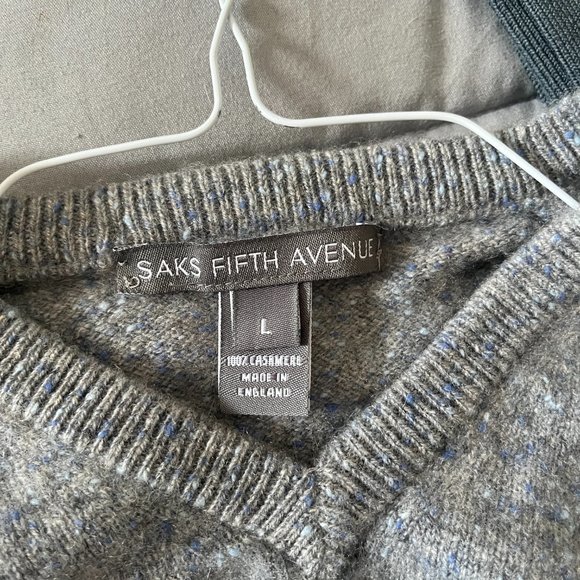 SAKS FIFTH AVENUE
L
100% CASHMERE
MADE IN
ENGLAND